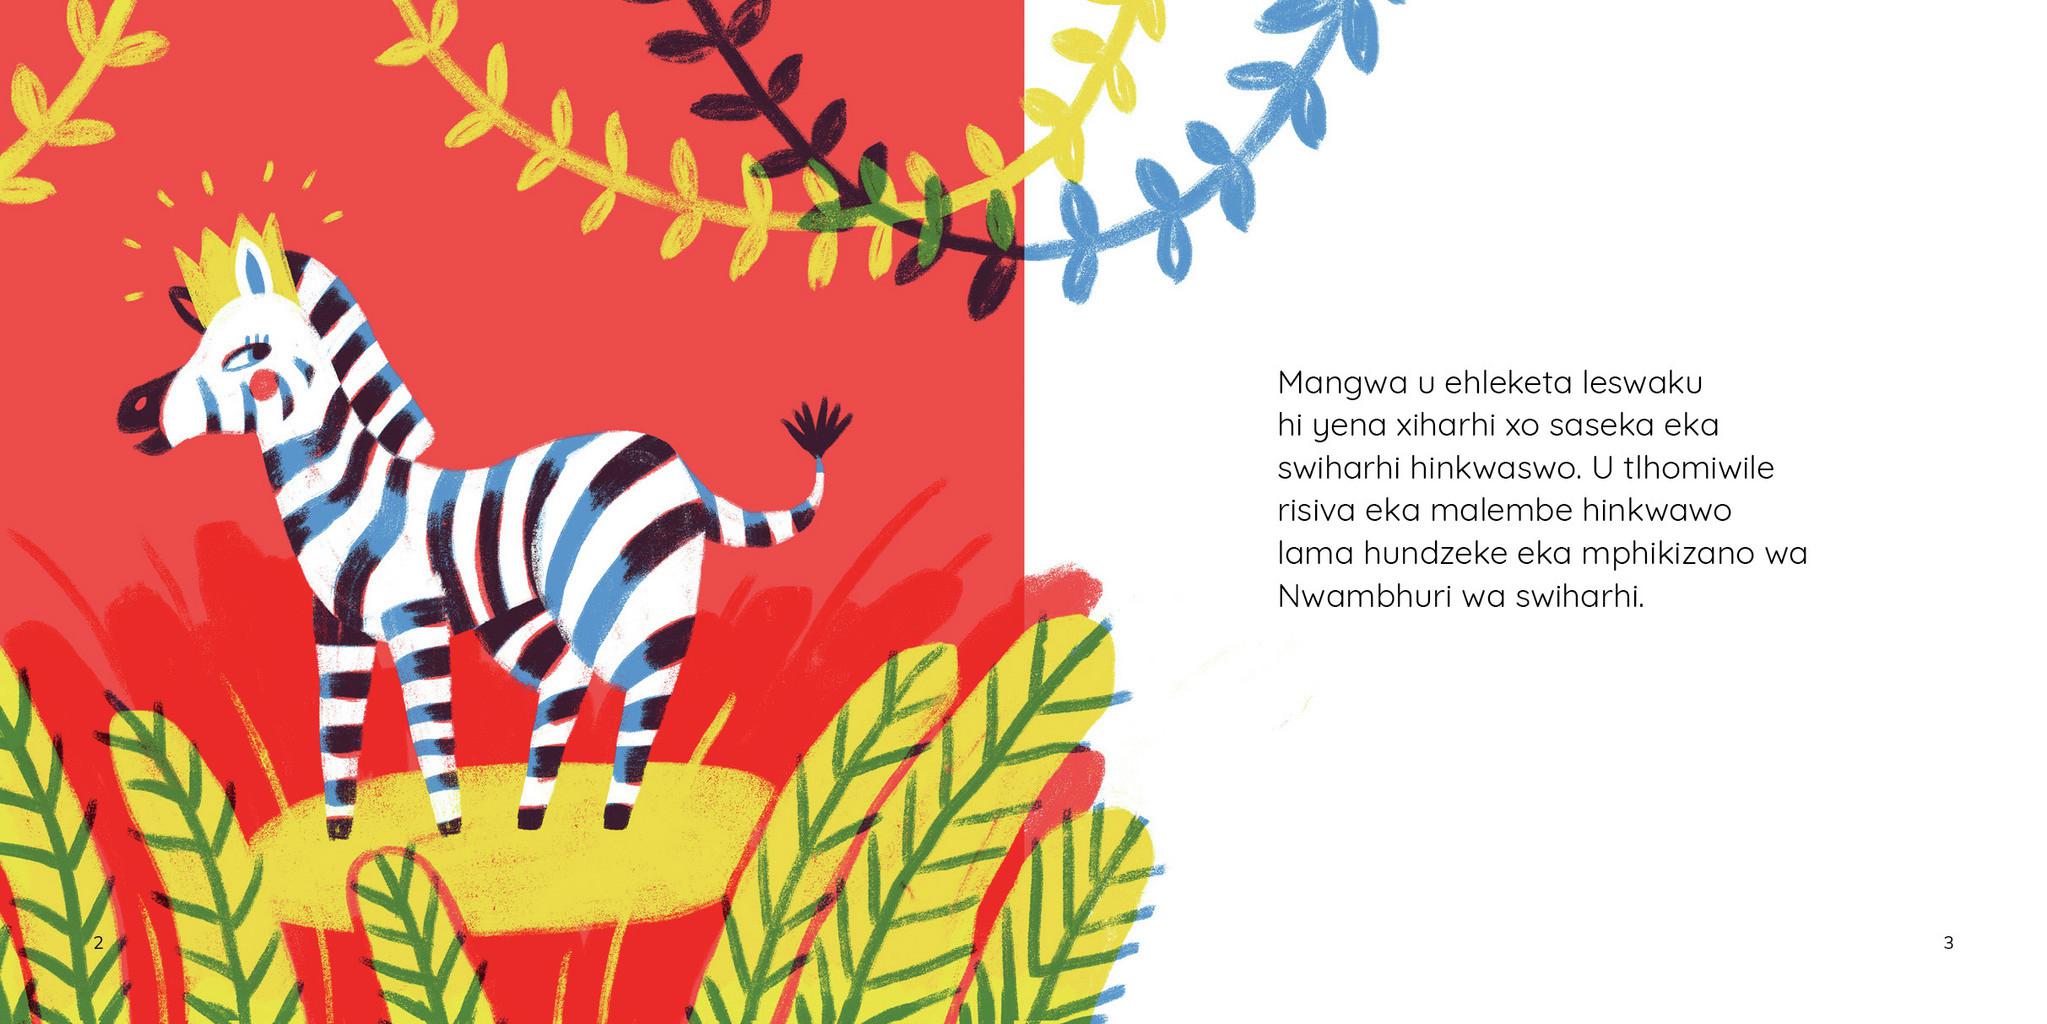 Mangwa u ehleketa leswaku
hi yena xiharhi xo saseka eka
swiharhi hinkwaswo. U tlhomiwile
risiva eka malembe hinkwawo
lama hundzeke eka mphikizano wa
Nwambhuri wa swiharhi.
2
3